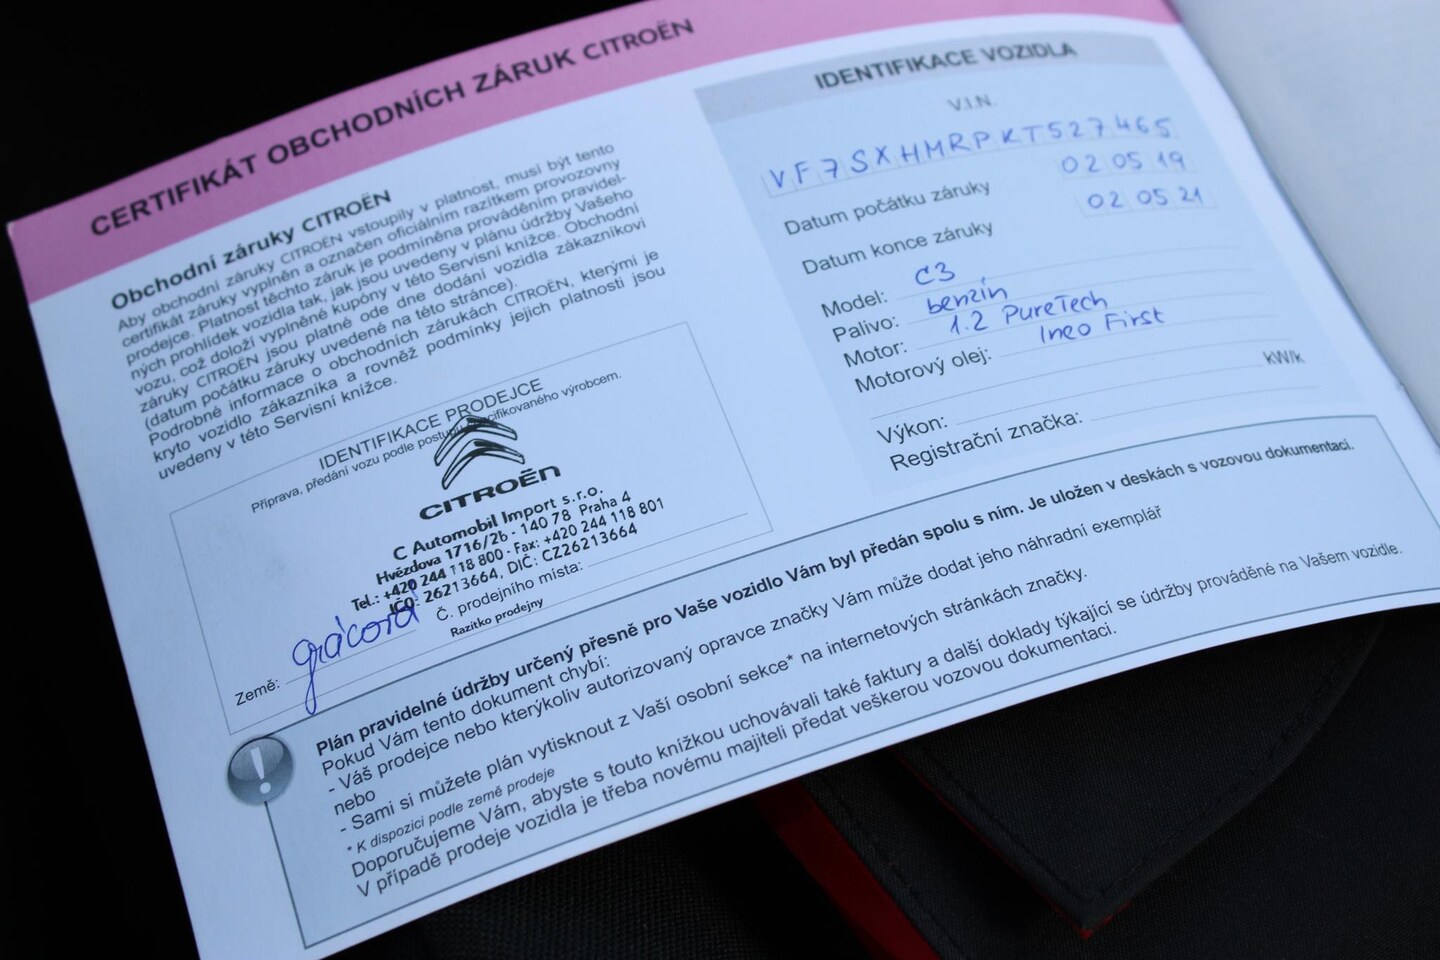 CERTIFIKÁT OBCHODNÍCH ZÁRUK CITROËN
Obchodní záruky CITROËN
Aby obchodní záruky CITROËN vstoupily v platnost, musí být tento
certifikát záruky vyplněn a označen oficiálním razítkem provozovny
prodejce. Platnost těchto záruk je podmíněna prováděním pravidel-
ných prohlídek vozidla tak, jak jsou uvedeny v plánu údržby Vašeho
vozu, což doloží vyplněné kupóny v této Servisní knížce. Obchodní
záruky CITROËN jsou platné ode dne dodání vozidla zákazníkovi
(datum počátku záruky uvedené na této stránce).
Podrobné informace o obchodních zárukách CITROËN, kterými je
kryto vozidlo zákazníka a rovněž podmínky jejich platnosti jsou
uvedeny v této Servisní knížce.
IDENTIFIKACE PRODEJCE
Příprava, předání vozu podle postupu specifikovaného výrobcem.
CITROËN
C Automobil Import s.r.o.
Hvězdova 1716/2b - 140 78 Praha 4
Tel.: +420 244 118 800 - Fax: +420 244 118 801
IČO: 26213664, DIČ: CZ26213664
Č. prodejního místa:
Razítko prodejny
Země:
IDENTIFIKACE VOZIDLA
V.I.N.
VF7SXHMRPKT527465
Datum počátku záruky 02 05 19
Datum konce záruky 02 05 21
Model: C3
Palivo: benzín
Motor: 1.2 PureTech
Motorový olej: Ineo First
Výkon: kW/k
Registrační značka:
Plán pravidelné údržby určený přesně pro Vaše vozidlo Vám byl předán spolu s ním. Je uložen v deskách s vozovou dokumentací.
Pokud Vám tento dokument chybí:
- Váš prodejce nebo kterýkoliv autorizovaný opravce značky Vám může dodat jeho náhradní exemplář
nebo
- Sami si můžete plán vytisknout z Vaší osobní sekce* na internetových stránkách značky.
* K dispozici podle země prodeje
Doporučujeme Vám, abyste s touto knížkou uchovávali také faktury a další doklady týkající se údržby prováděné na Vašem vozidle.
V případě prodeje vozidla je třeba novému majiteli předat veškerou vozovou dokumentaci.